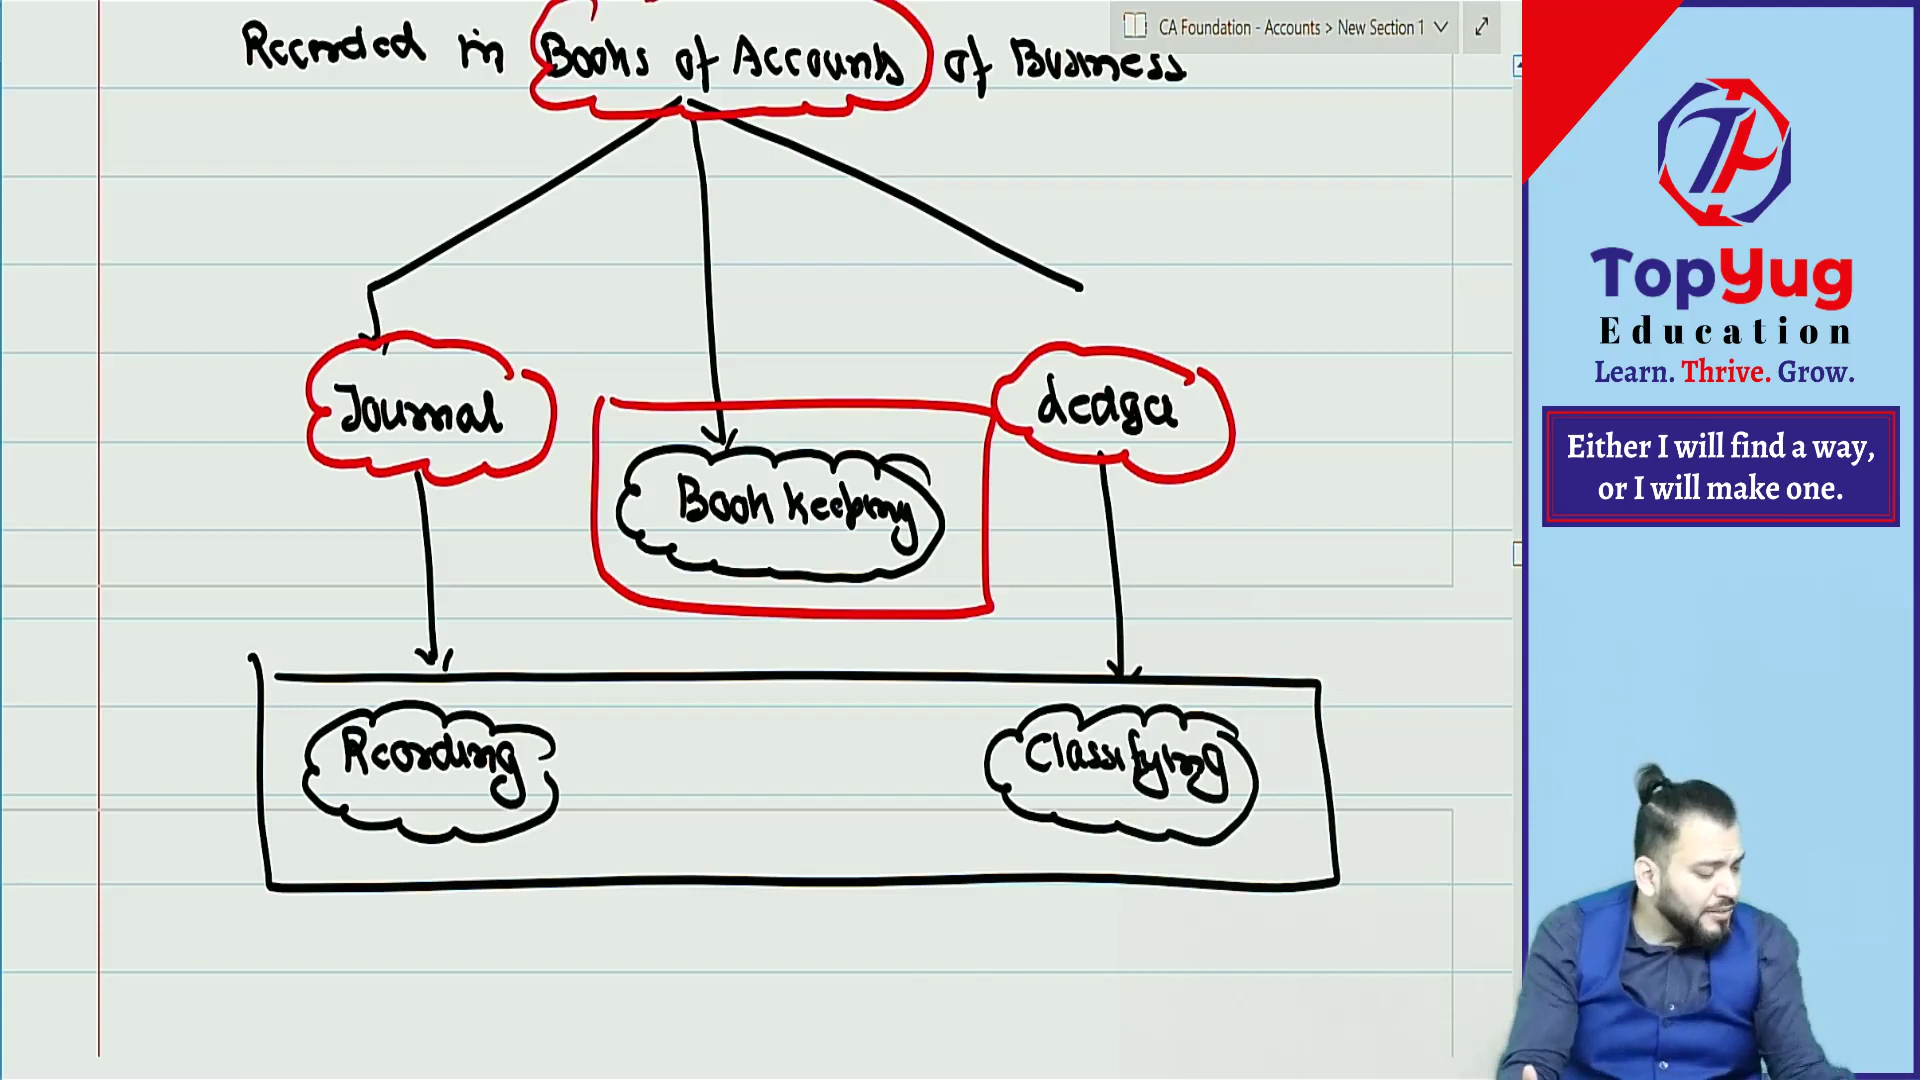 Recorded in Books of Accounts of Business
CA Foundation - Accounts > New Section 1
Journal
Ledger
Book keeping
Recording
Classifying
TopYug
Education
Learn. Thrive. Grow.
Either I will find a way,
or I will make one.